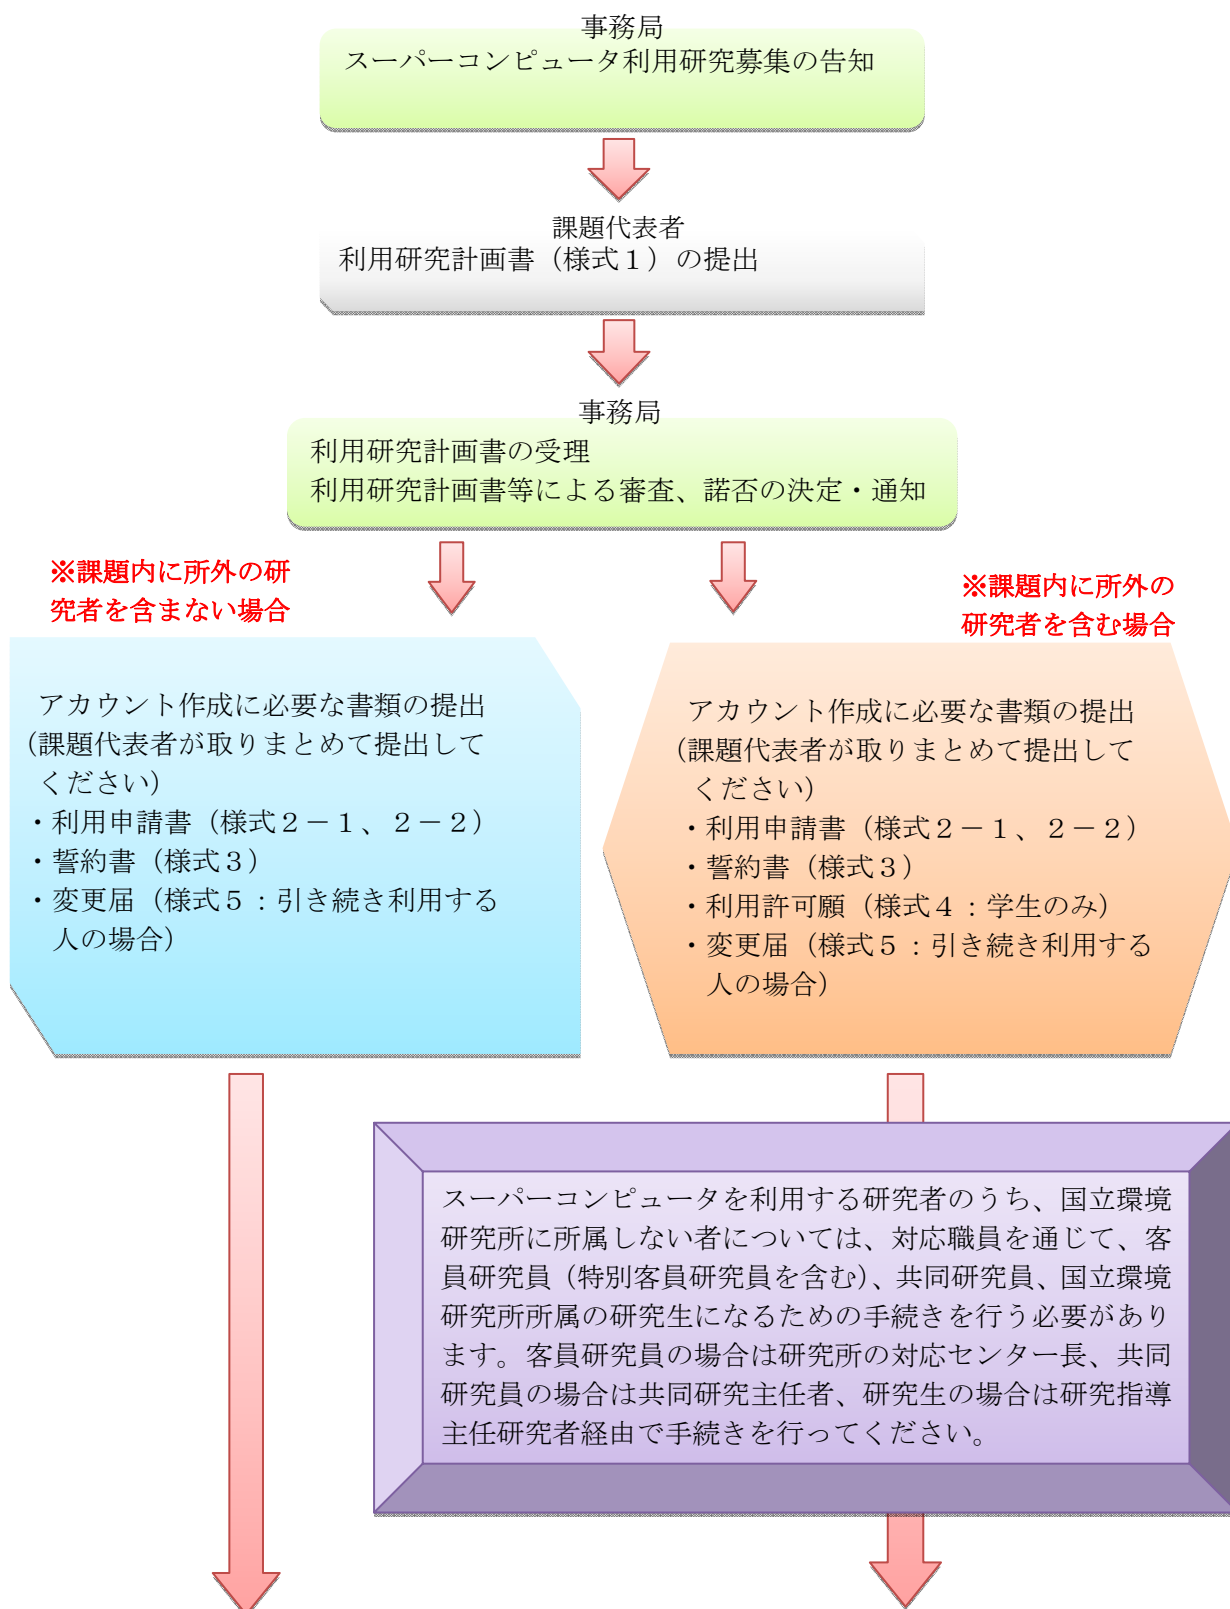 事務局
スーパーコンピュータ利用研究募集の告知
課題代表者
利用研究計画書（様式１）の提出
事務局
利用研究計画書の受理
利用研究計画書等による審査、諾否の決定・通知
※課題内に所外の研
究者を含まない場合
※課題内に所外の
研究者を含む場合
アカウント作成に必要な書類の提出
（課題代表者が取りまとめて提出して
ください）
・利用申請書（様式２－１、２－２）
・誓約書（様式３）
・変更届（様式５：引き続き利用する
人の場合）
アカウント作成に必要な書類の提出
（課題代表者が取りまとめて提出して
ください）
・利用申請書（様式２－１、２－２）
・誓約書（様式３）
・利用許可願（様式４：学生のみ）
・変更届（様式５：引き続き利用する
人の場合）
スーパーコンピュータを利用する研究者のうち、国立環境
研究所に所属しない者については、対応職員を通じて、客
員研究員（特別客員研究員を含む）、共同研究員、国立環境
研究所所属の研究生になるための手続きを行う必要があり
ます。客員研究員の場合は研究所の対応センター長、共同
研究員の場合は共同研究主任者、研究生の場合は研究指導
主任研究者経由で手続きを行ってください。